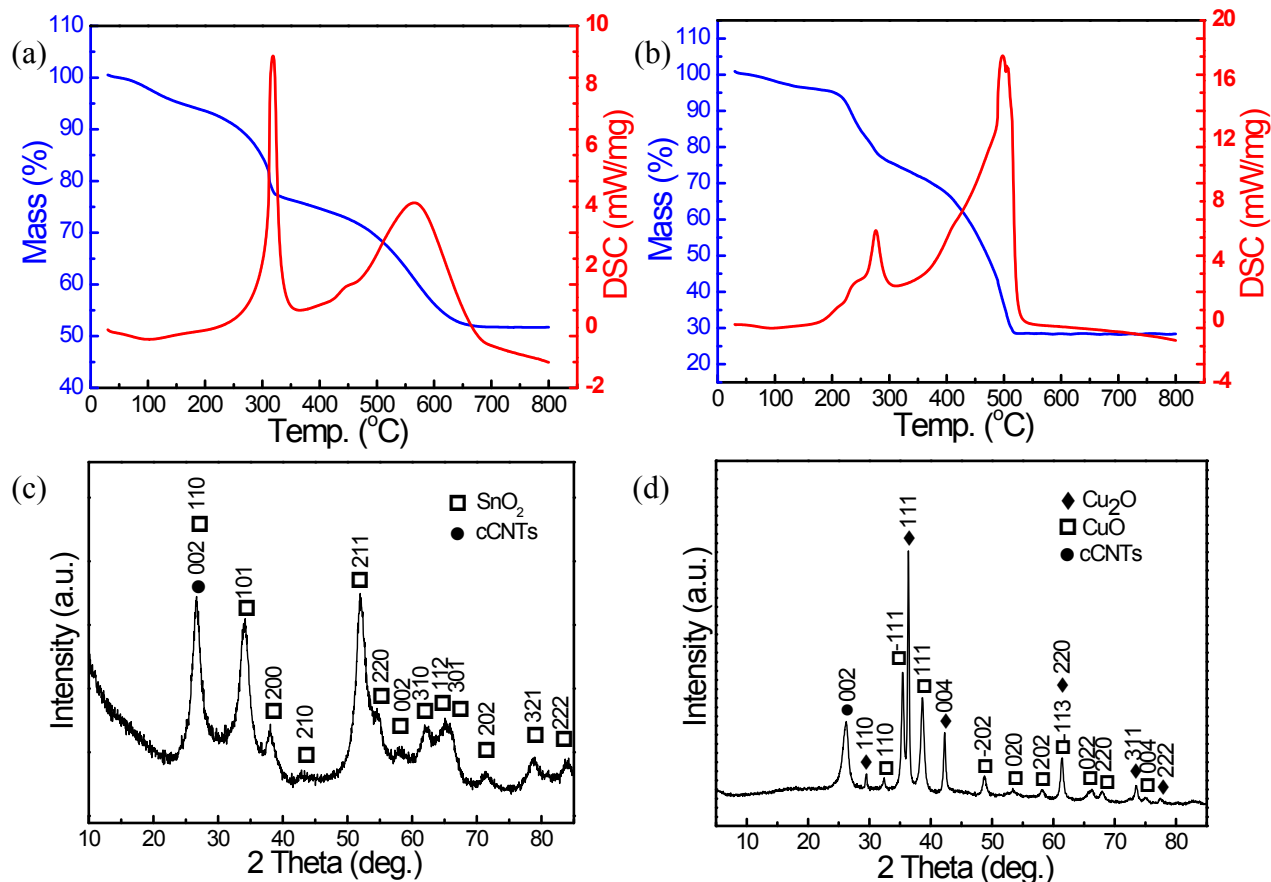 (a)
110
100
90
80
70
60
50
40
Mass (%)
10
8
6
4
2
0
-2
DSC (mW/mg)
0 100 200 300 400 500 600 700 800
Temp. (°C)
(b)
110
100
90
80
70
60
50
40
30
20
Mass (%)
20
16
12
8
4
0
-4
DSC (mW/mg)
0 100 200 300 400 500 600 700 800
Temp. (°C)
(c)
Intensity (a.u.)
SnO₂
cCNTs
002 110
101
200
210
211
220
002
310
112
301
202
321
222
10 20 30 40 50 60 70 80
2 Theta (deg.)
(d)
Intensity (a.u.)
Cu₂O
CuO
cCNTs
002
110
110
-111
111
111
004
-202
020
202
-113 220
022
220
311
004
222
10 20 30 40 50 60 70 80
2 Theta (deg.)